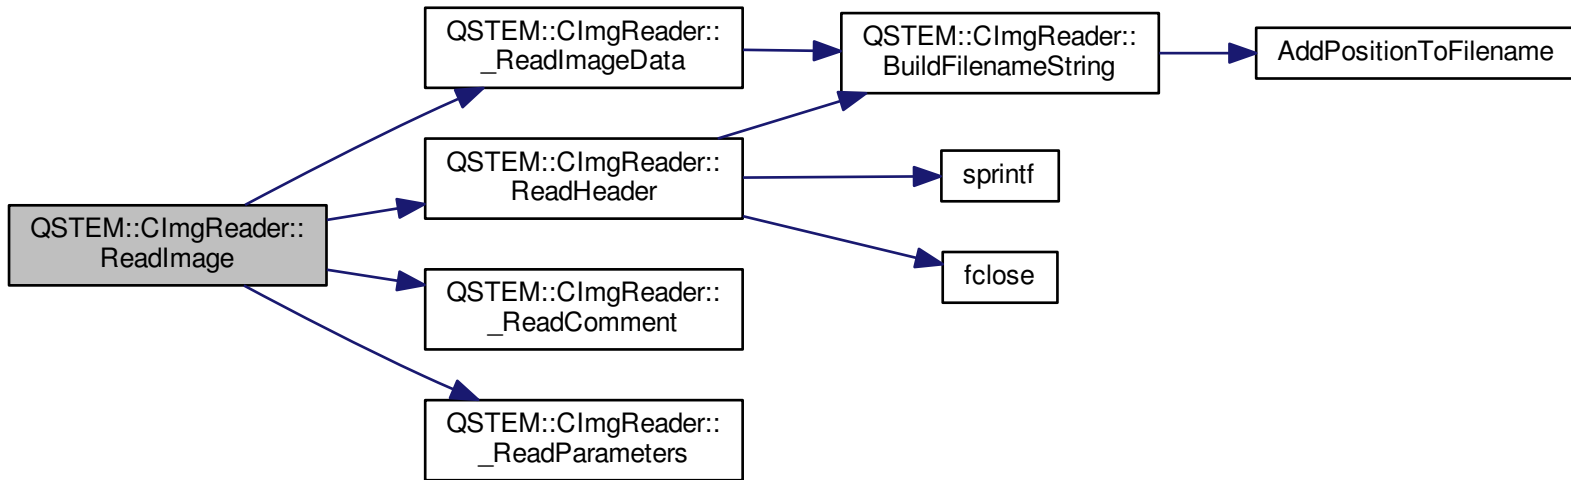 QSTEM::CImgReader::
ReadImage
QSTEM::CImgReader::
_ReadImageData
QSTEM::CImgReader::
ReadHeader
QSTEM::CImgReader::
_ReadComment
QSTEM::CImgReader::
_ReadParameters
QSTEM::CImgReader::
BuildFilenameString
sprintf
fclose
AddPositionToFilename